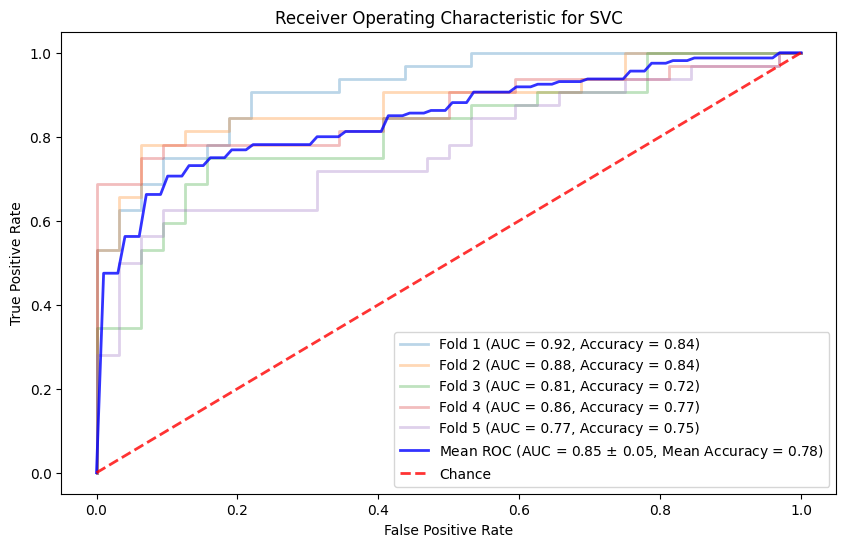 Receiver Operating Characteristic for SVC
True Positive Rate
1.0
0.8
0.6
0.4
0.2
0.0
Fold 1 (AUC = 0.92, Accuracy = 0.84)
Fold 2 (AUC = 0.88, Accuracy = 0.84)
Fold 3 (AUC = 0.81, Accuracy = 0.72)
Fold 4 (AUC = 0.86, Accuracy = 0.77)
Fold 5 (AUC = 0.77, Accuracy = 0.75)
Mean ROC (AUC = 0.85 ± 0.05, Mean Accuracy = 0.78)
Chance
0.0 0.2 0.4 0.6 0.8 1.0
False Positive Rate